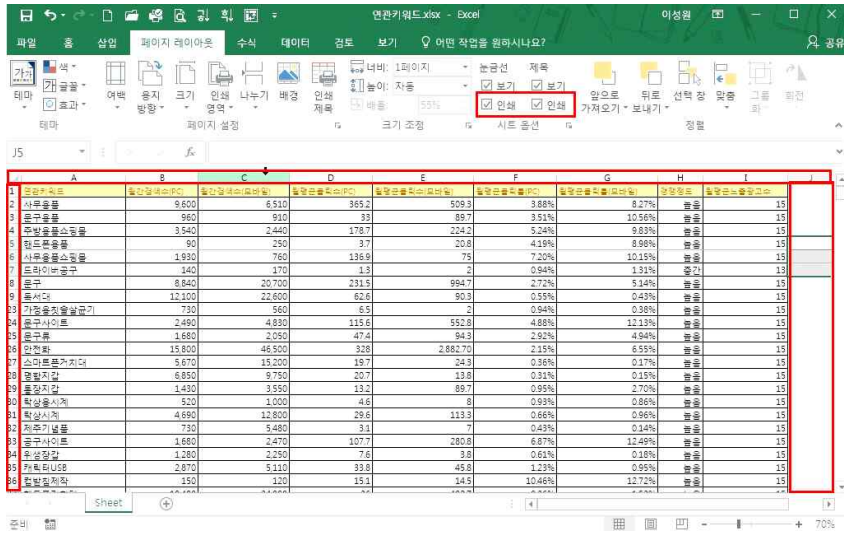 연관키워드.xlsx - Excel 이성원
파일 홈 삽입 페이지 레이아웃 수식 데이터 검토 보기 어떤 작업을 원하시나요? 공유
테마 색 글꼴 효과 여백 용지 방향 크기 인쇄 영역 나누기 배경 인쇄 제목 너비: 1페이지 높이: 자동 배율: 55% 눈금선 보기 인쇄 제목 보기 인쇄 앞으로 가져오기 뒤로 보내기 선택 창 맞춤 그룹화 회전
테마 페이지 설정 크기 조정 시트 옵션 정렬
J5 fx
A B C D E F G H I J
1 연관키워드 월간검색수(PC) 월간검색수(모바일) 월평균클릭수(PC) 월평균클릭수(모바일) 월평균클릭률(PC) 월평균클릭률(모바일) 경쟁정도 월평균노출광고수
2 사무용품 9,600 6,510 365.2 509.3 3.88% 8.27% 높음 15
3 문구용품 960 910 33 89.7 3.51% 10.56% 높음 15
4 주방용품쇼핑몰 3,540 2,440 178.7 224.2 5.24% 9.83% 높음 15
5 핸드폰용품 90 250 3.7 20.8 4.19% 8.98% 높음 15
6 사무용품쇼핑몰 1,930 760 136.9 75 7.20% 10.15% 높음 15
7 드라이버공구 140 170 1.3 2 0.94% 1.31% 중간 13
8 문구 8,840 20,700 231.5 994.7 2.72% 5.14% 높음 15
9 독서대 12,100 22,600 62.6 90.3 0.55% 0.43% 높음 15
23 가정용칫솔살균기 730 560 6.5 2 0.94% 0.38% 높음 15
24 문구사이트 2,490 4,830 115.6 552.8 4.88% 12.13% 높음 15
25 문구류 1,680 2,050 47.4 94.3 2.92% 4.94% 높음 15
26 안전화 15,800 46,500 328 2,882.70 2.15% 6.55% 높음 15
27 스마트폰거치대 5,670 15,200 19.7 24.3 0.36% 0.17% 높음 15
28 명함지갑 6,850 9,750 20.7 13.8 0.31% 0.15% 높음 15
29 통장지갑 1,430 3,550 13.2 89.7 0.95% 2.70% 높음 15
30 탁상용시계 520 1,000 4.6 8 0.93% 0.86% 높음 15
31 탁상시계 4,690 12,800 29.6 113.3 0.66% 0.96% 높음 15
32 제주기념품 730 5,480 3.1 7 0.43% 0.14% 높음 15
33 공구사이트 1,680 2,470 107.7 280.8 6.87% 12.49% 높음 15
34 위생장갑 1,280 2,250 7.6 3.8 0.61% 0.18% 높음 15
35 캐릭터USB 2,870 5,110 33.8 45.8 1.23% 0.95% 높음 15
36 컵받침제작 150 120 15.1 14.5 10.46% 12.72% 높음 15
Sheet
준비 70%